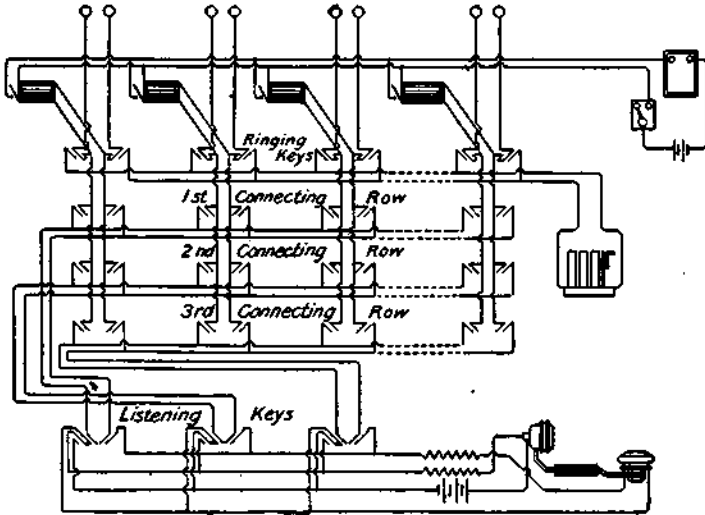 Ringing
Keys
1st Connecting Row
2nd Connecting Row
3rd Connecting Row
Listening Keys